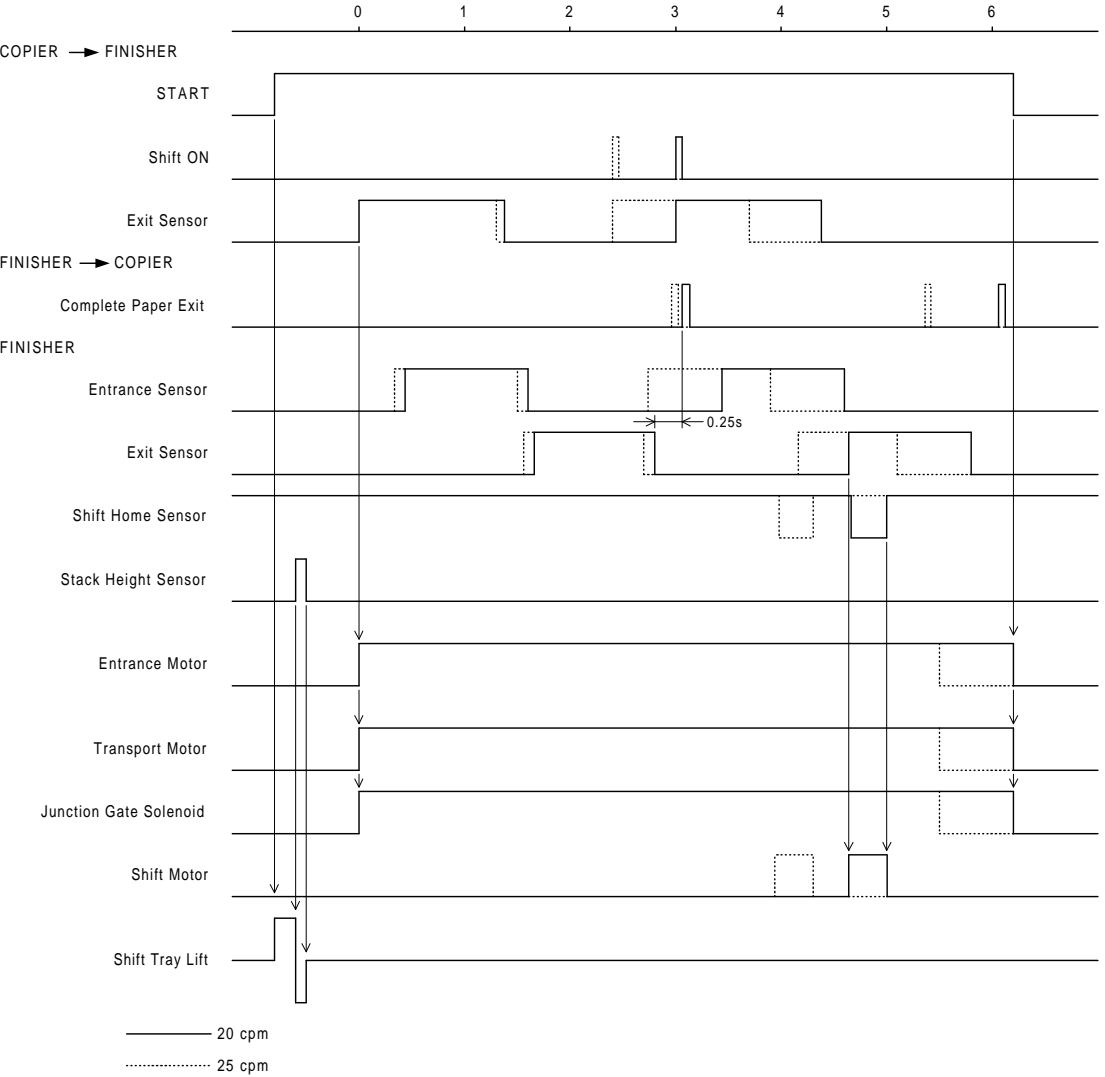 0 1 2 3 4 5 6
COPIER → FINISHER
START
Shift ON
Exit Sensor
FINISHER → COPIER
Complete Paper Exit
FINISHER
Entrance Sensor
0.25s
Exit Sensor
Shift Home Sensor
Stack Height Sensor
Entrance Motor
Transport Motor
Junction Gate Solenoid
Shift Motor
Shift Tray Lift
20 cpm
25 cpm